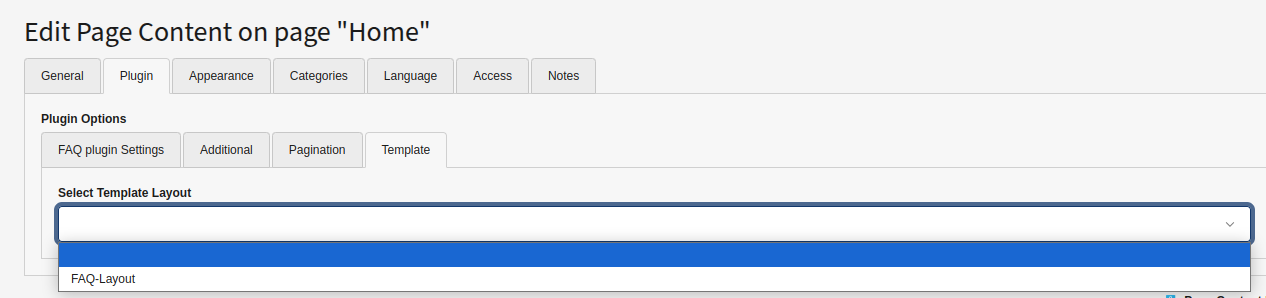 Edit Page Content on page "Home"
General Plugin Appearance Categories Language Access Notes
Plugin Options
FAQ plugin Settings Additional Pagination Template
Select Template Layout
FAQ-Layout